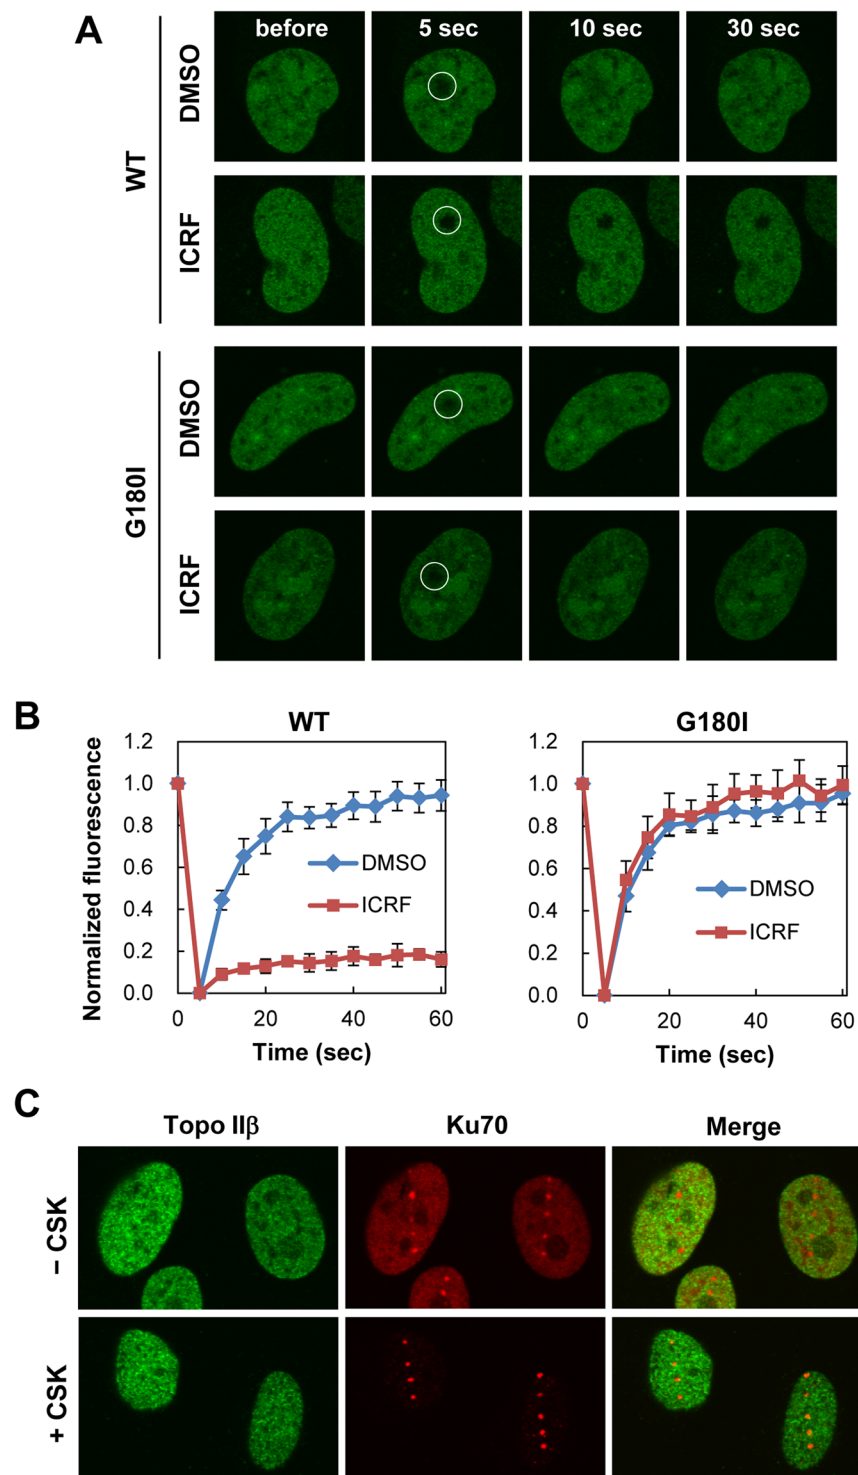 A
before 5 sec 10 sec 30 sec
WT
DMSO
ICRF
G180I
DMSO
ICRF
B
WT
G180I
Normalized fluorescence
1.2
1.0
0.8
0.6
0.4
0.2
0.0
DMSO
ICRF
0 20 40 60
Time (sec)
1.2
1.0
0.8
0.6
0.4
0.2
0.0
DMSO
ICRF
0 20 40 60
Time (sec)
C
Topo IIβ Ku70 Merge
– CSK
+ CSK